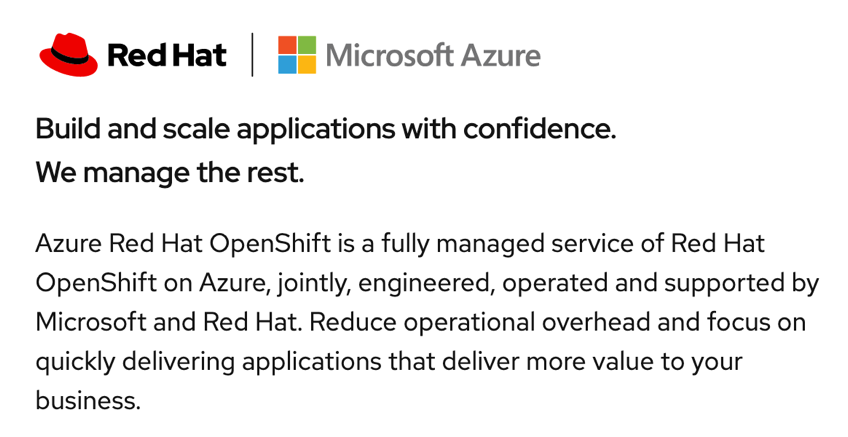 Red Hat | Microsoft Azure
Build and scale applications with confidence.
We manage the rest.
Azure Red Hat OpenShift is a fully managed service of Red Hat
OpenShift on Azure, jointly, engineered, operated and supported by
Microsoft and Red Hat. Reduce operational overhead and focus on
quickly delivering applications that deliver more value to your
business.